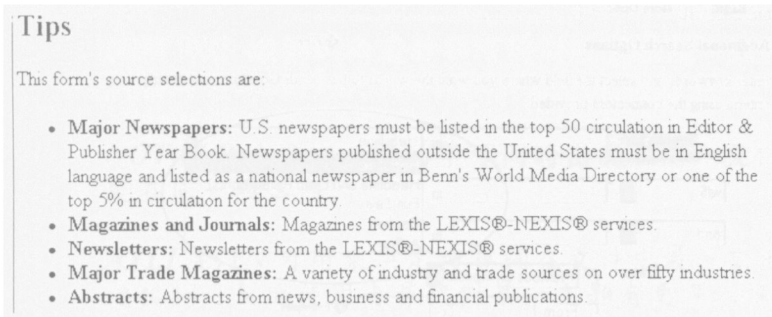 Tips
This form's source selections are:
• Major Newspapers: U.S. newspapers must be listed in the top 50 circulation in Editor &
Publisher Year Book. Newspapers published outside the United States must be in English
language and listed as a national newspaper in Benn's World Media Directory or one of the
top 5% in circulation for the country.
• Magazines and Journals: Magazines from the LEXIS®-NEXIS® services.
• Newsletters: Newsletters from the LEXIS®-NEXIS® services.
• Major Trade Magazines: A variety of industry and trade sources on over fifty industries.
• Abstracts: Abstracts from news, business and financial publications.